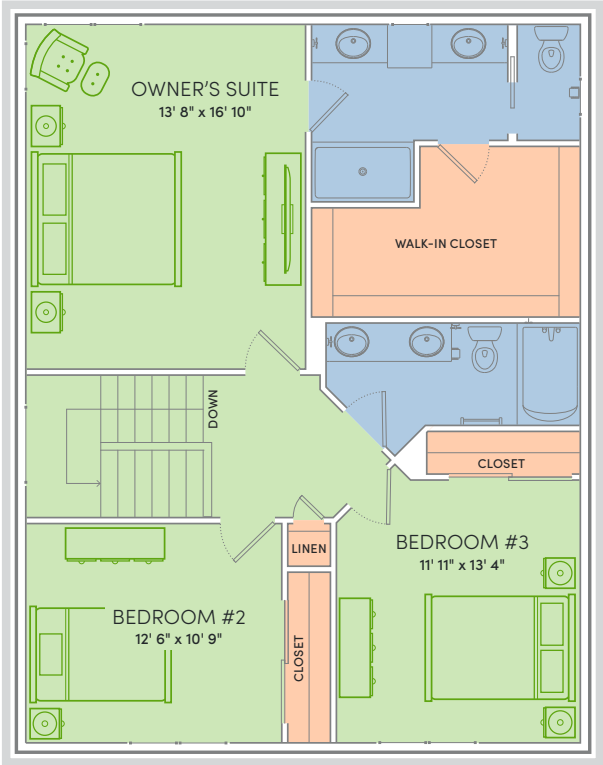 OWNER'S SUITE
13' 8" x 16' 10"
WALK-IN CLOSET
DOWN
CLOSET
LINEN
BEDROOM #3
11' 11" x 13' 4"
BEDROOM #2
12' 6" x 10' 9"
CLOSET